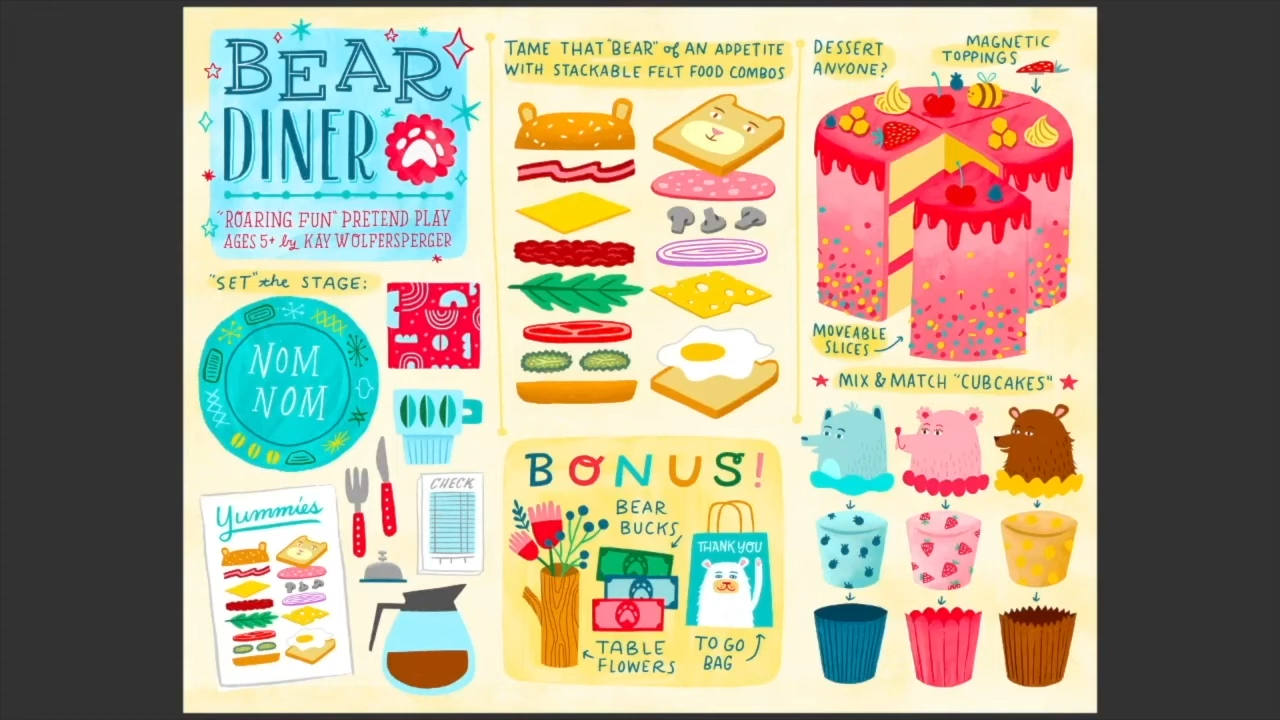 BEAR
DINER
"ROARING FUN" PRETEND PLAY
AGES 5+ by KAY WOLFERSPERGER
"SET" the STAGE:
NOM
NOM
CHECK
Yummies
TAME THAT "BEAR" of AN APPETITE
WITH STACKABLE FELT FOOD COMBOS
BONUS!
BEAR
BUCKS
THANK YOU
TABLE
FLOWERS
TO GO
BAG
DESSERT
ANYONE?
MAGNETIC
TOPPINGS
MOVEABLE
SLICES
MIX & MATCH "CUBCAKES"